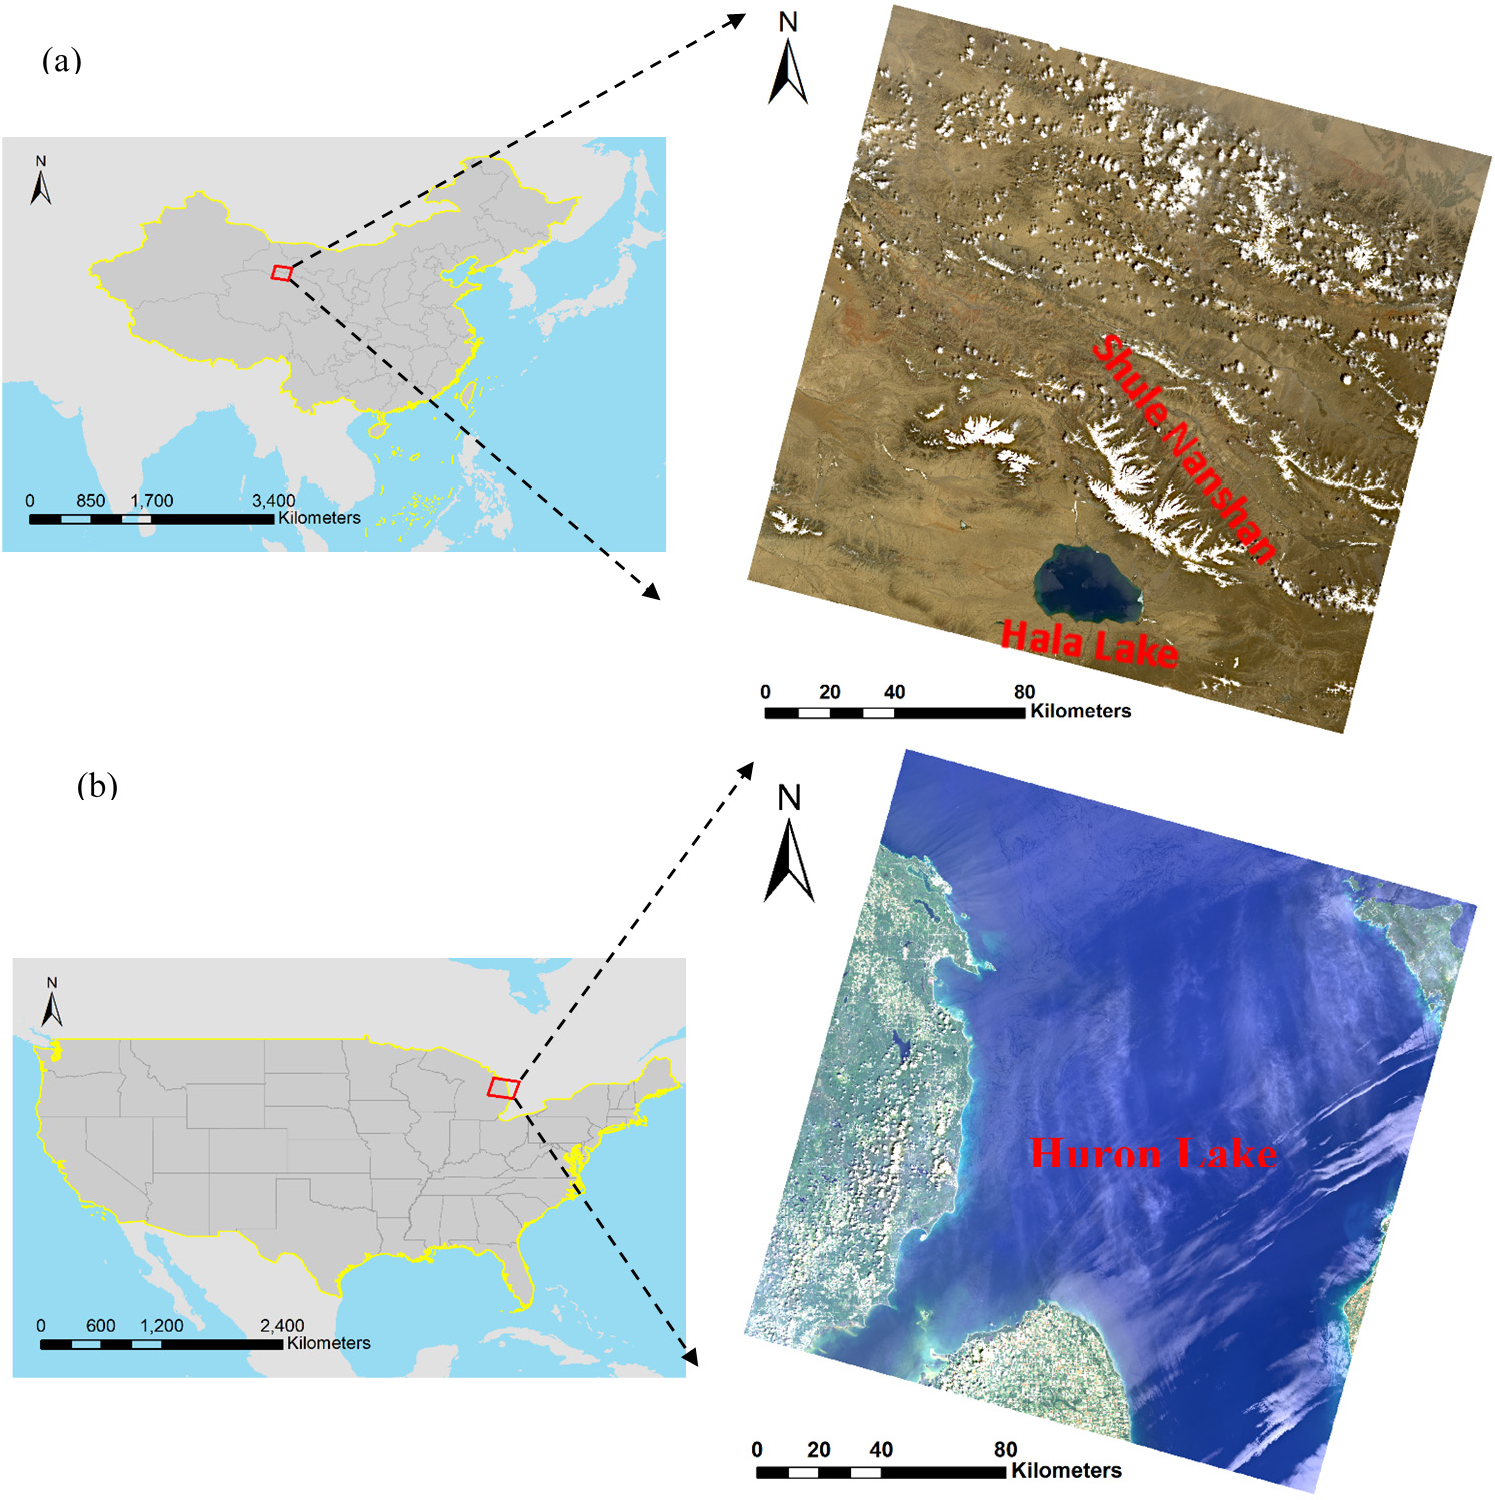 (a)
N
N
0 850 1,700 3,400
Kilometers
Shule Nanshan
Hala Lake
0 20 40 80
Kilometers
(b)
N
N
0 600 1,200 2,400
Kilometers
Huron Lake
0 20 40 80
Kilometers